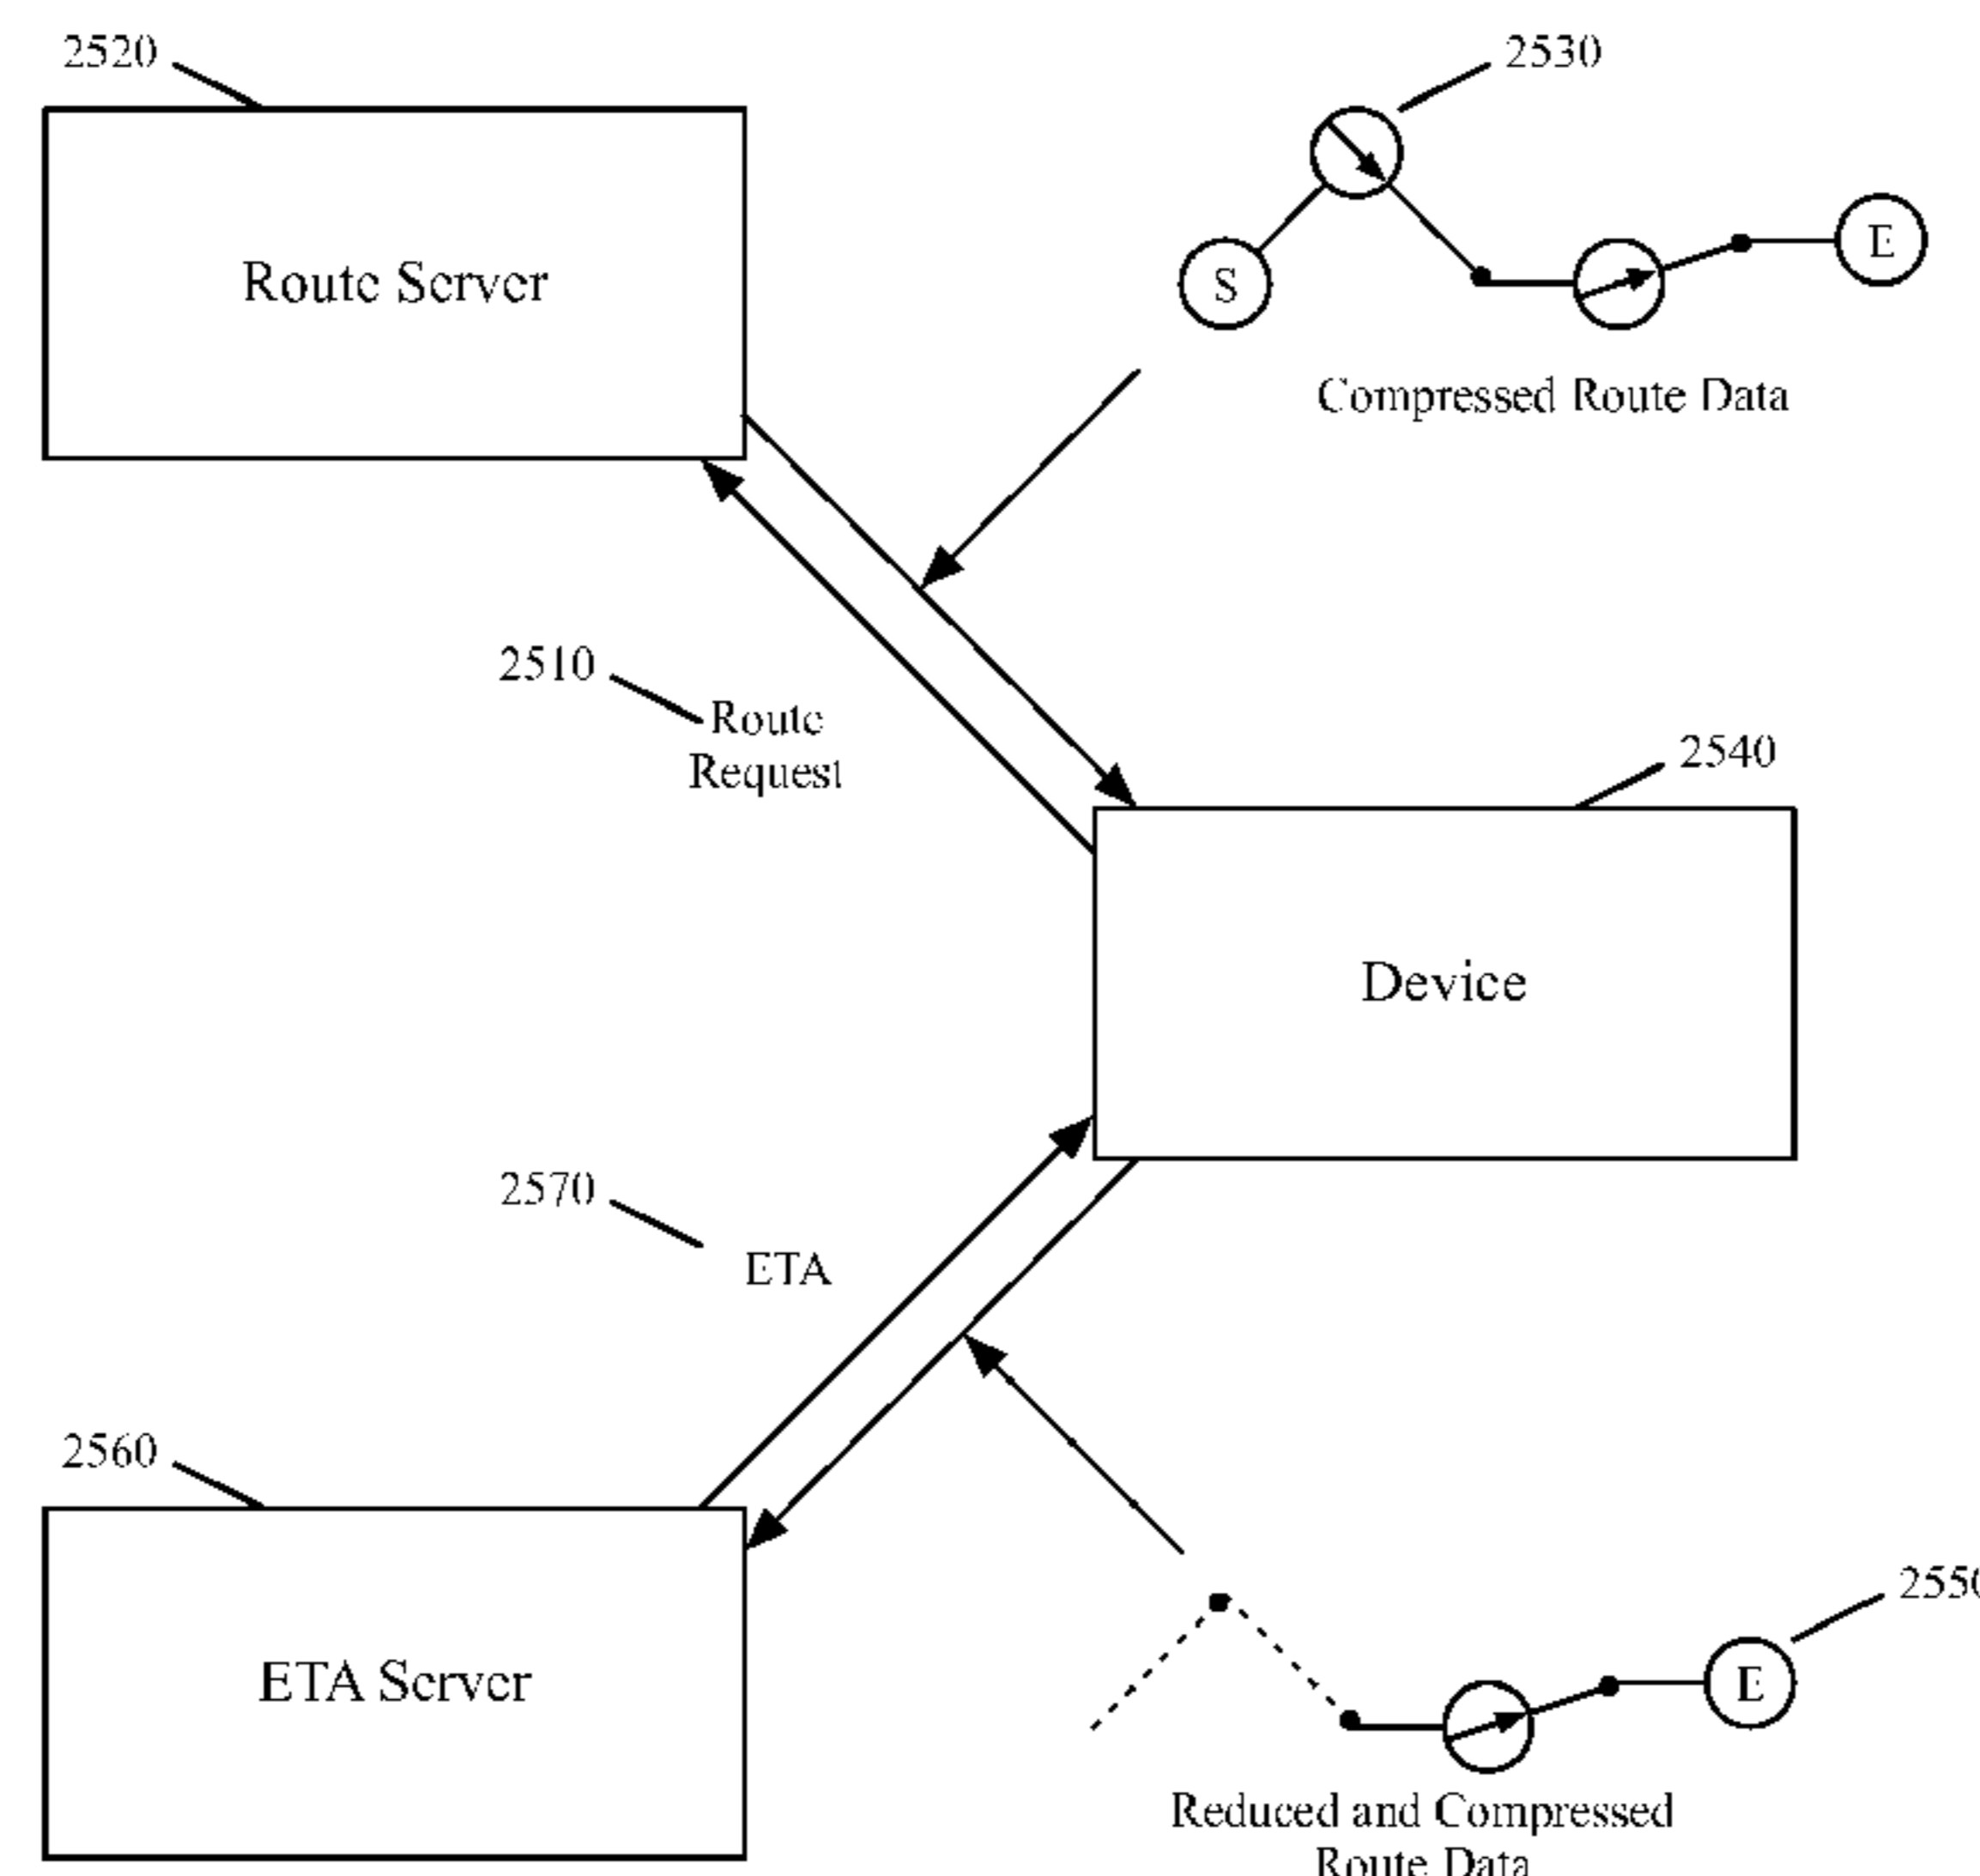 2520
2530
Route Server
S
E
Compressed Route Data
2510
Route
Request
2540
Device
2570
ETA
2560
2550
ETA Server
E
Reduced and Compressed
Route Data